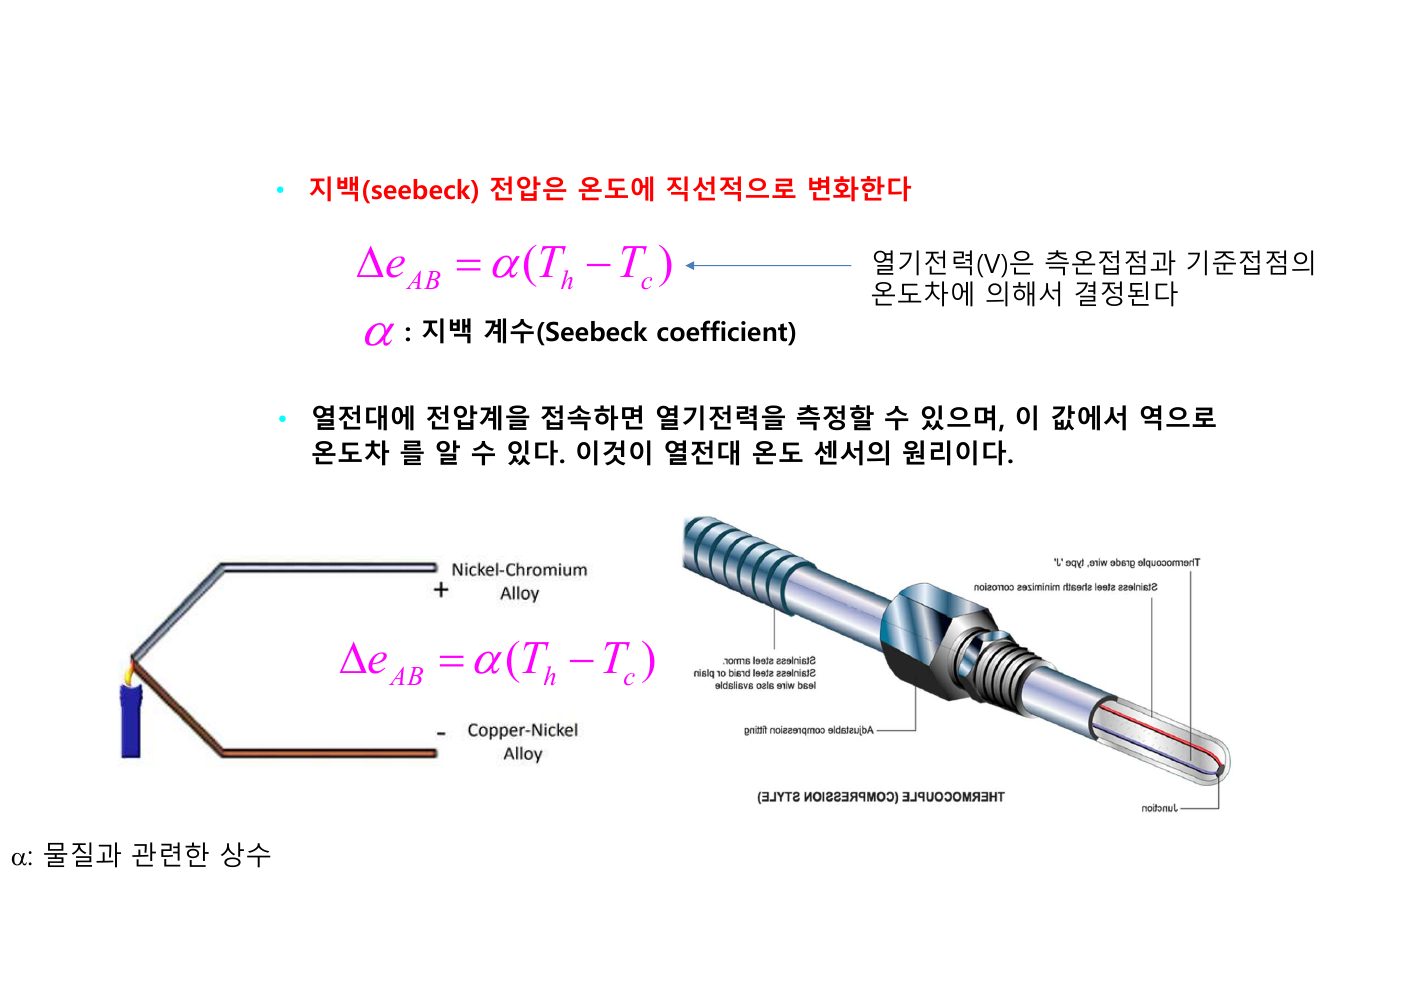 • 지백(seebeck) 전압은 온도에 직선적으로 변화한다
Δe_AB = α(T_h − T_c)
열기전력(V)은 측온접점과 기준접점의
온도차에 의해서 결정된다
α : 지백 계수(Seebeck coefficient)
• 열전대에 전압계을 접속하면 열기전력을 측정할 수 있으며, 이 값에서 역으로
온도차 를 알 수 있다. 이것이 열전대 온도 센서의 원리이다.
Nickel-Chromium
+ Alloy
Δe_AB = α(T_h − T_c)
- Copper-Nickel
Alloy
Thermocouple grade wire, type 'J'
Stainless steel sheath minimizes corrosion
Stainless steel armor.
Stainless steel braid or plain
lead wire also available
Adjustable compression fitting
THERMOCOUPLE (COMPRESSION STYLE)
Junction
α: 물질과 관련한 상수